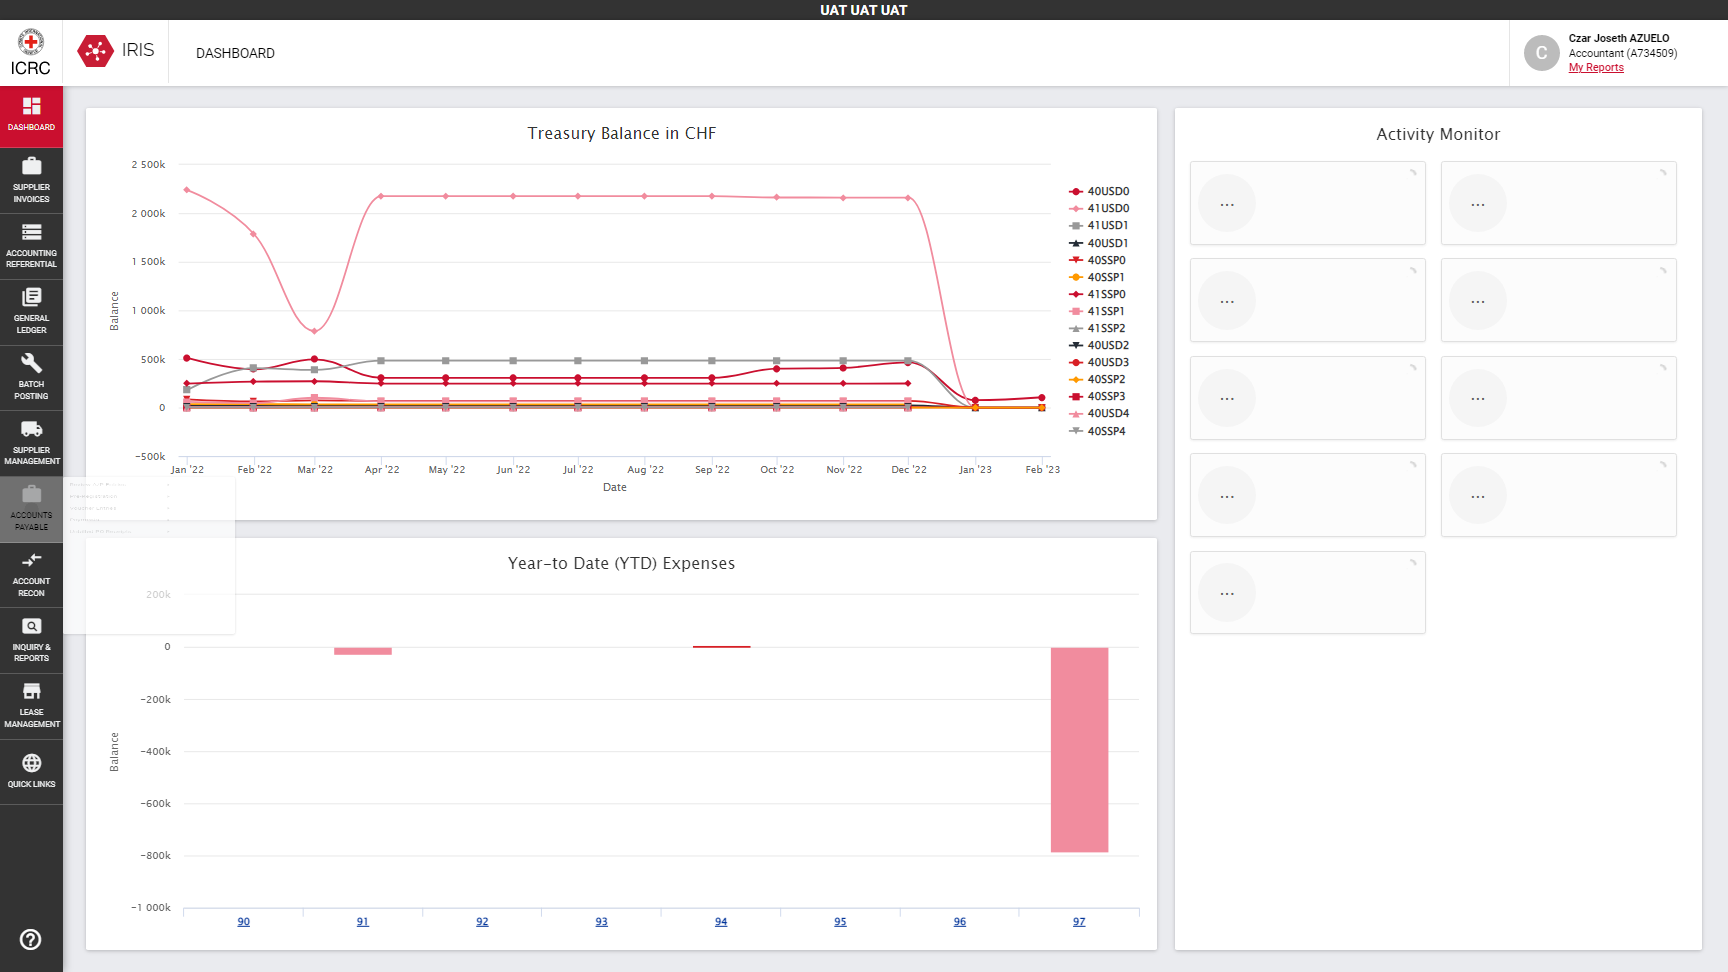 UAT UAT UAT
ICRC
IRIS
DASHBOARD
C
Czar Joseth AZUELO
Accountant (A734509)
My Reports
DASHBOARD
SUPPLIER
INVOICES
ACCOUNTING
REFERENTIAL
GENERAL
LEDGER
BATCH
POSTING
SUPPLIER
MANAGEMENT
ACCOUNTS
PAYABLE
ACCOUNT
RECON
INQUIRY &
REPORTS
LEASE
MANAGEMENT
QUICK LINKS
Treasury Balance in CHF
Balance
2 500k
2 000k
1 500k
1 000k
500k
0
-500k
Jan '22
Feb '22
Mar '22
Apr '22
May '22
Jun '22
Jul '22
Aug '22
Sep '22
Oct '22
Nov '22
Dec '22
Jan '23
Feb '23
Date
40USD0
41USD0
41USD1
40USD1
40SSP0
40SSP1
41SSP0
41SSP1
41SSP2
40USD2
40USD3
40SSP2
40SSP3
40USD4
40SSP4
Year-to Date (YTD) Expenses
Balance
200k
0
-200k
-400k
-600k
-800k
-1 000k
90
91
92
93
94
95
96
97
Activity Monitor
...
...
...
...
...
...
...
...
...